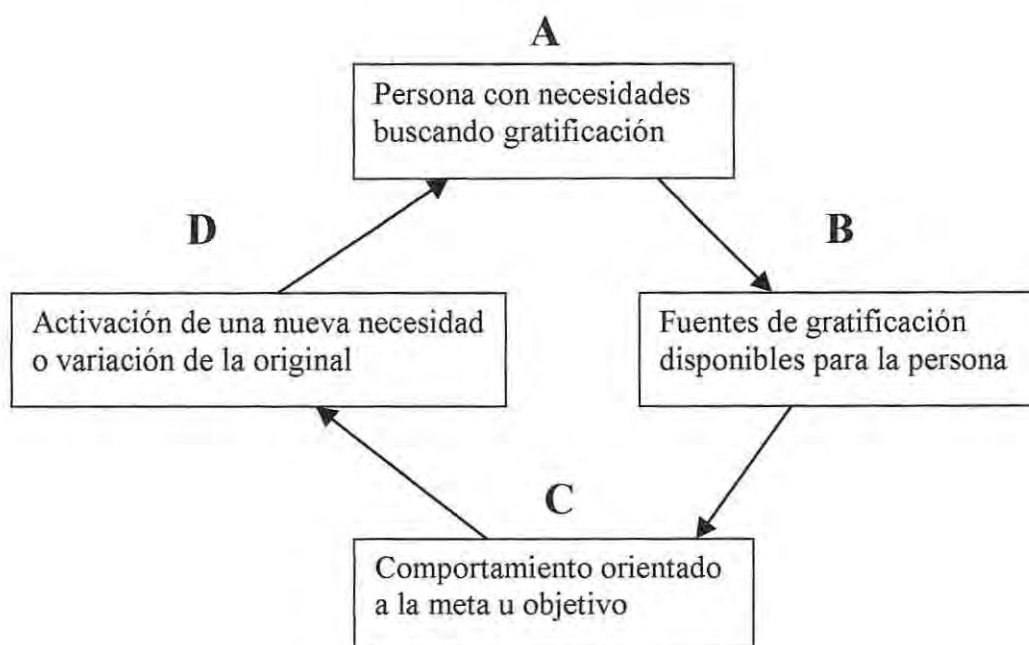 A
Persona con necesidades
buscando gratificación
D
B
Activación de una nueva necesidad
o variación de la original
Fuentes de gratificación
disponibles para la persona
C
Comportamiento orientado
a la meta u objetivo